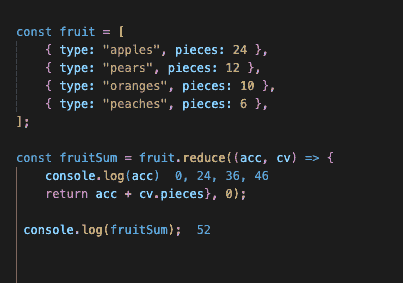 const fruit = [
{ type: "apples", pieces: 24 },
{ type: "pears", pieces: 12 },
{ type: "oranges", pieces: 10 },
{ type: "peaches", pieces: 6 },
];
const fruitSum = fruit.reduce((acc, cv) => {
console.log(acc) 0, 24, 36, 46
return acc + cv.pieces}, 0);
console.log(fruitSum); 52